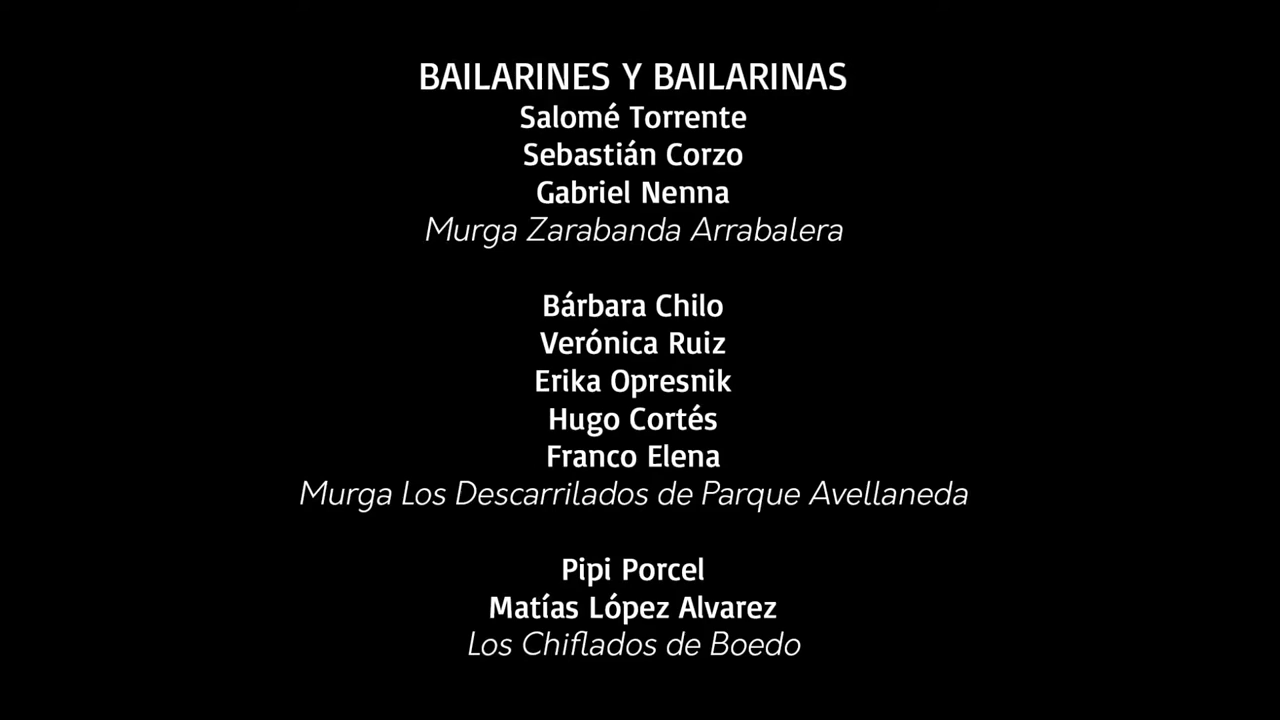 BAILARINES Y BAILARINAS
Salomé Torrente
Sebastián Corzo
Gabriel Nenna
Murga Zarabanda Arrabalera
Bárbara Chilo
Verónica Ruiz
Erika Opresnik
Hugo Cortés
Franco Elena
Murga Los Descarrilados de Parque Avellaneda
Pipi Porcel
Matías López Alvarez
Los Chiflados de Boedo